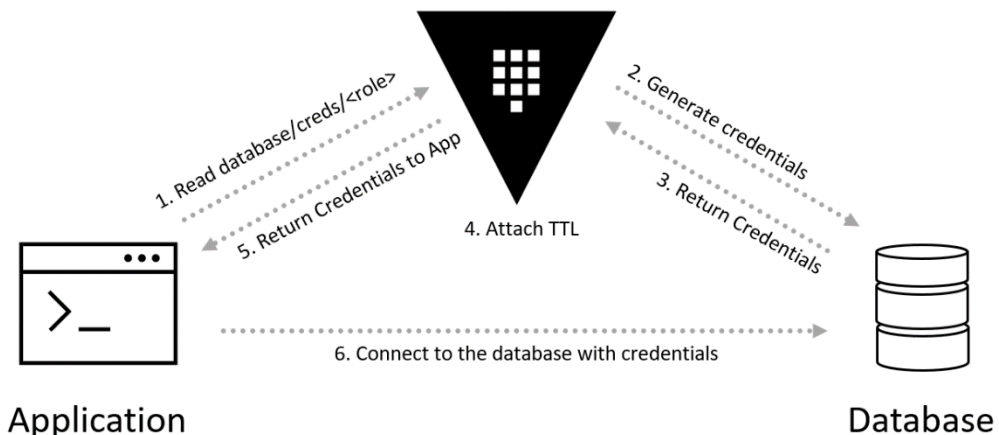 1. Read database/creds/<role>
2. Generate credentials
3. Return Credentials
4. Attach TTL
5. Return Credentials to App
6. Connect to the database with credentials
Application
Database